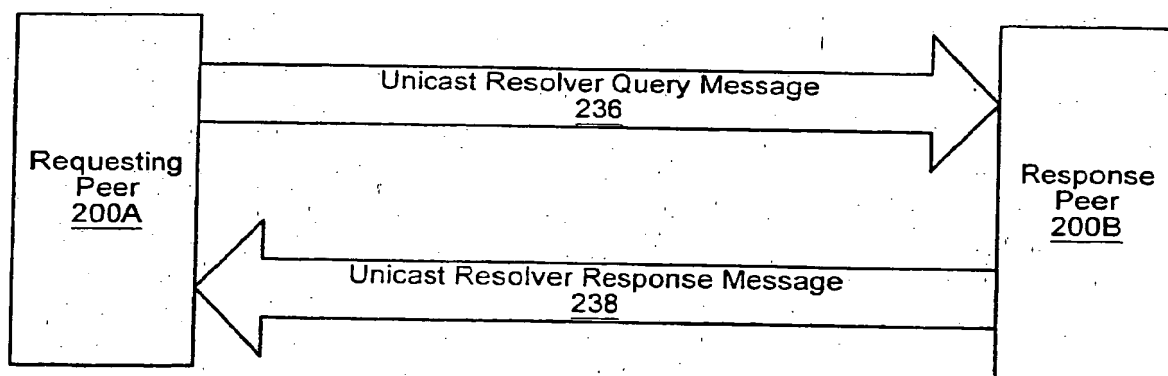 Unicast Resolver Query Message
236
Requesting
Peer
200A
Response
Peer
200B
Unicast Resolver Response Message
238